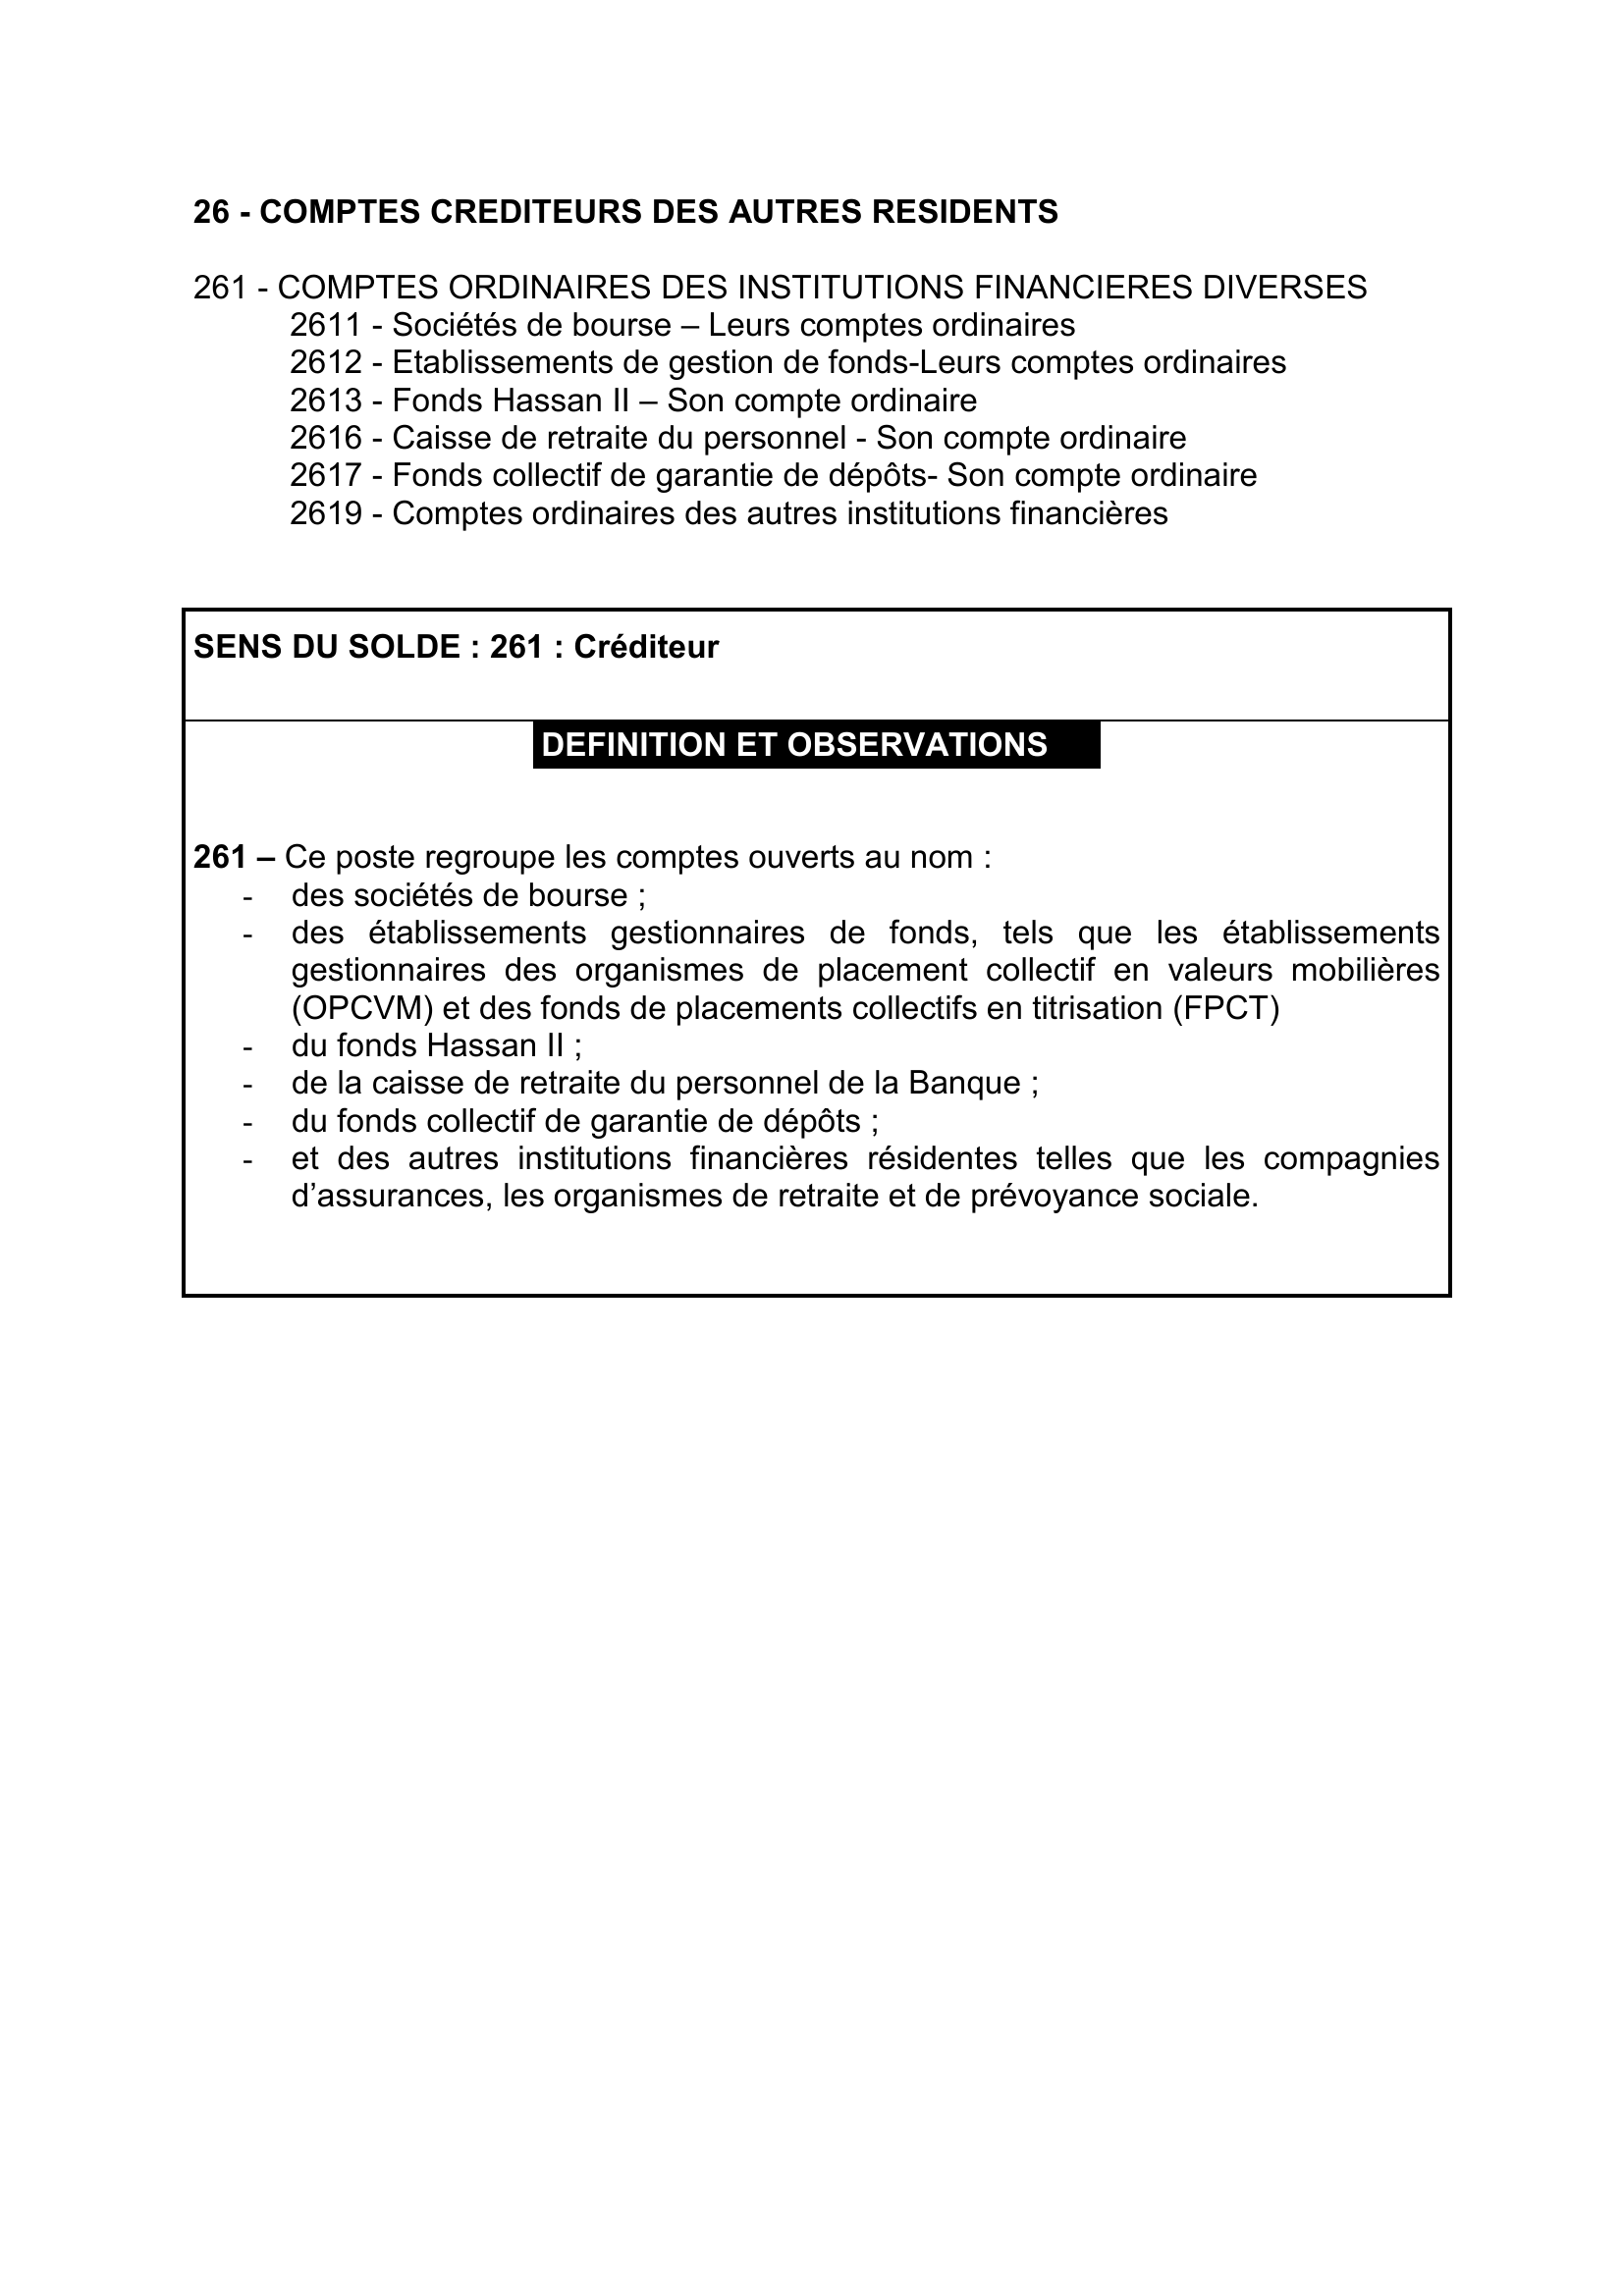 26 - COMPTES CREDITEURS DES AUTRES RESIDENTS
261 - COMPTES ORDINAIRES DES INSTITUTIONS FINANCIERES DIVERSES
2611 - Sociétés de bourse – Leurs comptes ordinaires
2612 - Etablissements de gestion de fonds-Leurs comptes ordinaires
2613 - Fonds Hassan II – Son compte ordinaire
2616 - Caisse de retraite du personnel - Son compte ordinaire
2617 - Fonds collectif de garantie de dépôts- Son compte ordinaire
2619 - Comptes ordinaires des autres institutions financières
SENS DU SOLDE : 261 : Créditeur
DEFINITION ET OBSERVATIONS
261 – Ce poste regroupe les comptes ouverts au nom :
- des sociétés de bourse ;
- des établissements gestionnaires de fonds, tels que les établissements
gestionnaires des organismes de placement collectif en valeurs mobilières
(OPCVM) et des fonds de placements collectifs en titrisation (FPCT)
- du fonds Hassan II ;
- de la caisse de retraite du personnel de la Banque ;
- du fonds collectif de garantie de dépôts ;
- et des autres institutions financières résidentes telles que les compagnies
d’assurances, les organismes de retraite et de prévoyance sociale.